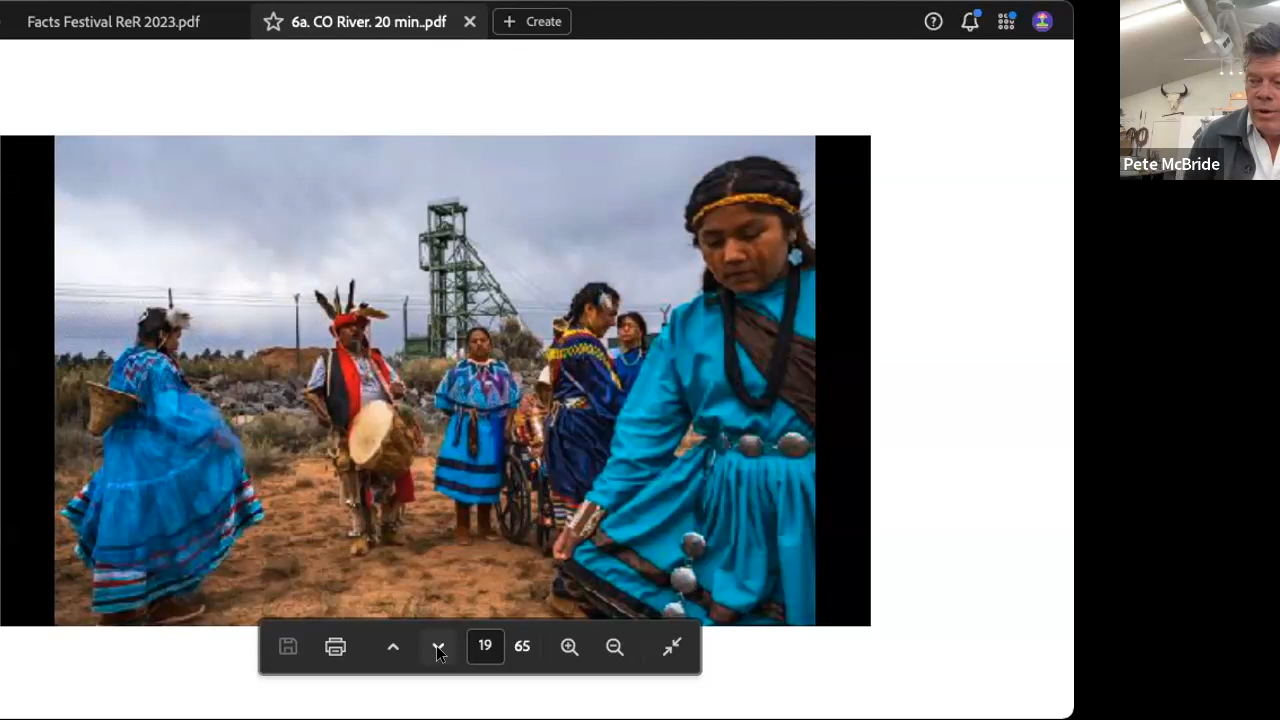 Facts Festival ReR 2023.pdf
6a. CO River. 20 min..pdf
Create
Pete McBride
19 65